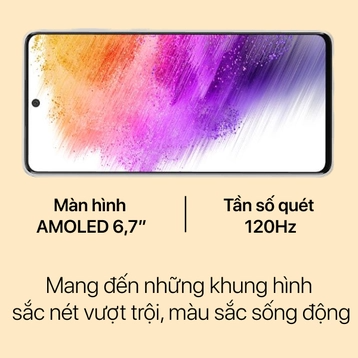 Màn hình
AMOLED 6,7″
Tần số quét
120Hz
Mang đến những khung hình
sắc nét vượt trội, màu sắc sống động